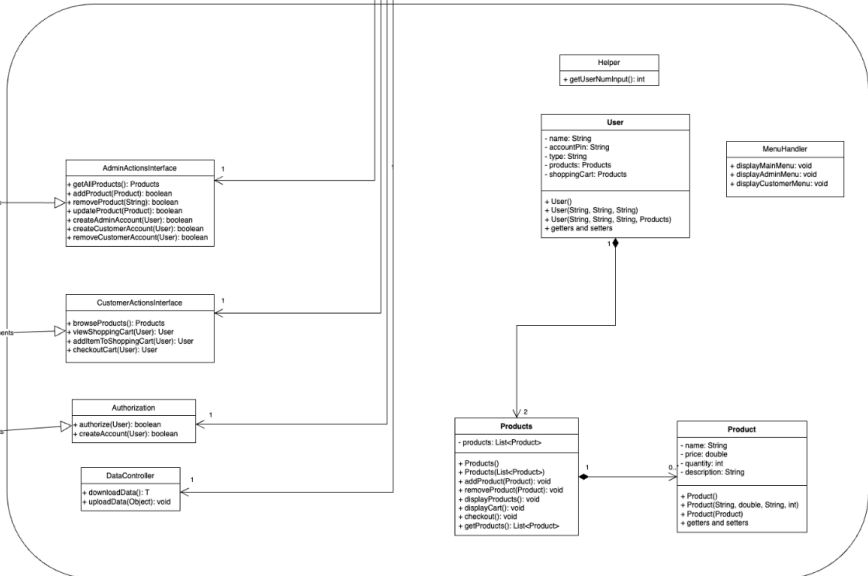 Helper
+ getUserNumInput(): int
User
- name: String
- accountPin: String
- type: String
- products: Products
- shoppingCart: Products
+ User()
+ User(String, String, String)
+ User(String, String, String, Products)
+ getters and setters
MenuHandler
+ displayMainMenu: void
+ displayAdminMenu: void
+ displayCustomerMenu: void
AdminActionsInterface
+ getAllProducts(): Products
+ addProduct(Product): boolean
+ removeProduct(String): boolean
+ updateProduct(Product): boolean
+ createAdminAccount(User): boolean
+ createCustomerAccount(User): boolean
+ removeCustomerAccount(User): boolean
1
1
CustomerActionsInterface
+ browseProducts(): Products
+ viewShoppingCart(User): User
+ addItemToShoppingCart(User): User
+ checkoutCart(User): User
1
ents
Authorization
+ authorize(User): boolean
+ createAccount(User): boolean
1
DataController
+ downloadData(): T
+ uploadData(Object): void
1
2
Products
- products: List<Product>
+ Products()
+ Products(List<Product>)
+ addProduct(Product): void
+ removeProduct(Product): void
+ displayProducts(): void
+ displayCart(): void
+ checkout(): void
+ getProducts(): List<Product>
1
0..
Product
- name: String
- price: double
- quantity: int
- description: String
+ Product()
+ Product(String, double, String, int)
+ Product(Product)
+ getters and setters